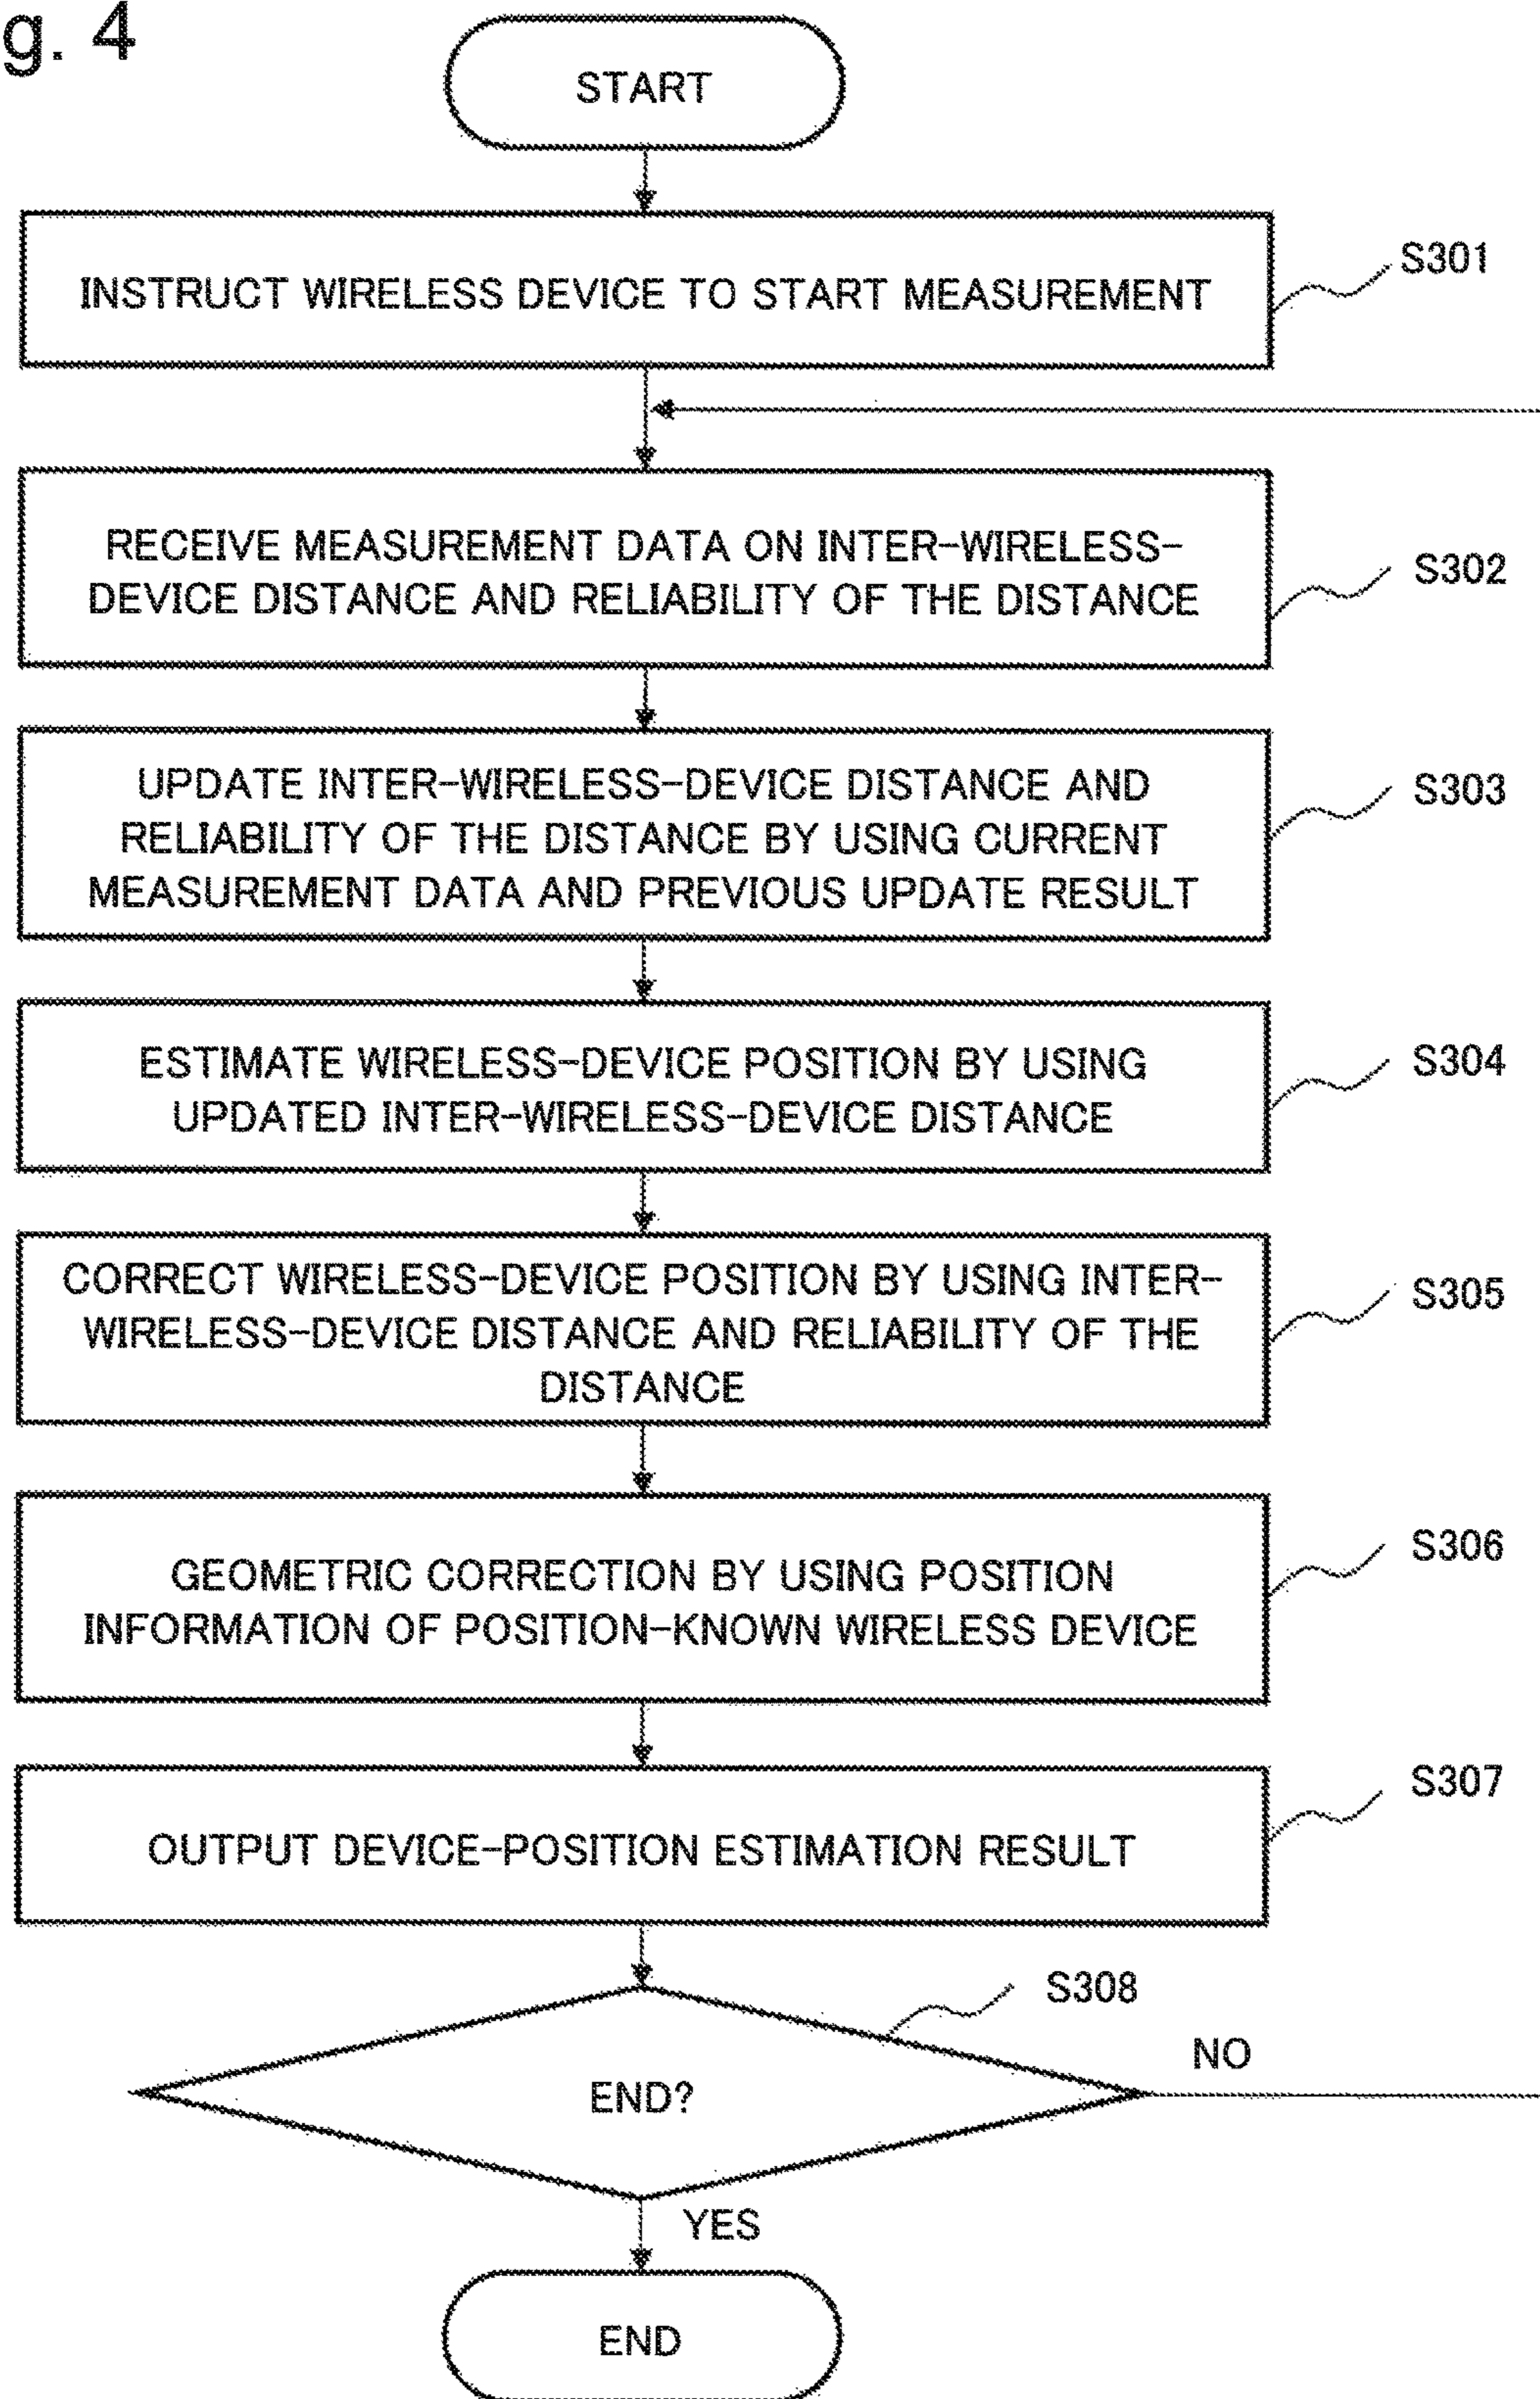 g. 4
START
INSTRUCT WIRELESS DEVICE TO START MEASUREMENT
S301
RECEIVE MEASUREMENT DATA ON INTER-WIRELESS-
DEVICE DISTANCE AND RELIABILITY OF THE DISTANCE
S302
UPDATE INTER-WIRELESS-DEVICE DISTANCE AND
RELIABILITY OF THE DISTANCE BY USING CURRENT
MEASUREMENT DATA AND PREVIOUS UPDATE RESULT
S303
ESTIMATE WIRELESS-DEVICE POSITION BY USING
UPDATED INTER-WIRELESS-DEVICE DISTANCE
S304
CORRECT WIRELESS-DEVICE POSITION BY USING INTER-
WIRELESS-DEVICE DISTANCE AND RELIABILITY OF THE
DISTANCE
S305
GEOMETRIC CORRECTION BY USING POSITION
INFORMATION OF POSITION-KNOWN WIRELESS DEVICE
S306
OUTPUT DEVICE-POSITION ESTIMATION RESULT
S307
S308
END?
NO
YES
END